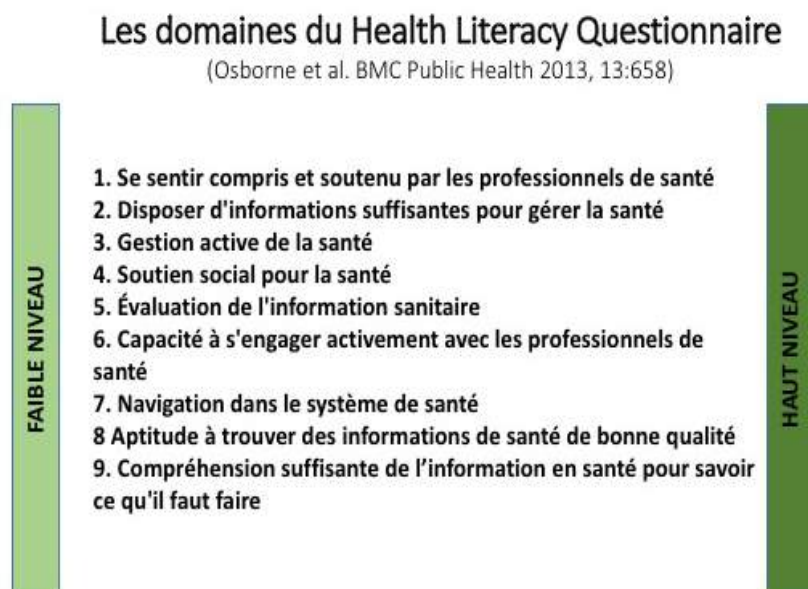 Les domaines du Health Literacy Questionnaire
(Osborne et al. BMC Public Health 2013, 13:658)
FAIBLE NIVEAU
1. Se sentir compris et soutenu par les professionnels de santé
2. Disposer d'informations suffisantes pour gérer la santé
3. Gestion active de la santé
4. Soutien social pour la santé
5. Évaluation de l'information sanitaire
6. Capacité à s'engager activement avec les professionnels de
santé
7. Navigation dans le système de santé
8 Aptitude à trouver des informations de santé de bonne qualité
9. Compréhension suffisante de l’information en santé pour savoir
ce qu'il faut faire
HAUT NIVEAU